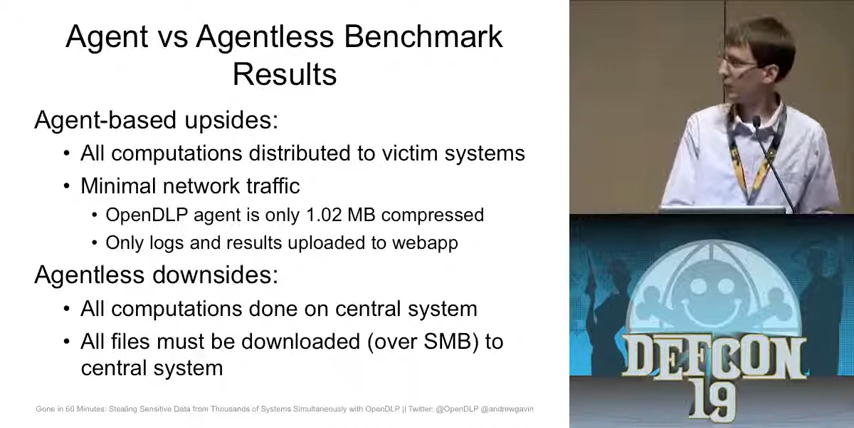 Agent vs Agentless Benchmark
Results
Agent-based upsides:
• All computations distributed to victim systems
• Minimal network traffic
• OpenDLP agent is only 1.02 MB compressed
• Only logs and results uploaded to webapp
Agentless downsides:
• All computations done on central system
• All files must be downloaded (over SMB) to
central system
Gone in 60 Minutes: Stealing Sensitive Data from Thousands of Systems Simultaneously with OpenDLP || Twitter: @OpenDLP @andrewgavin
DEFCON
19